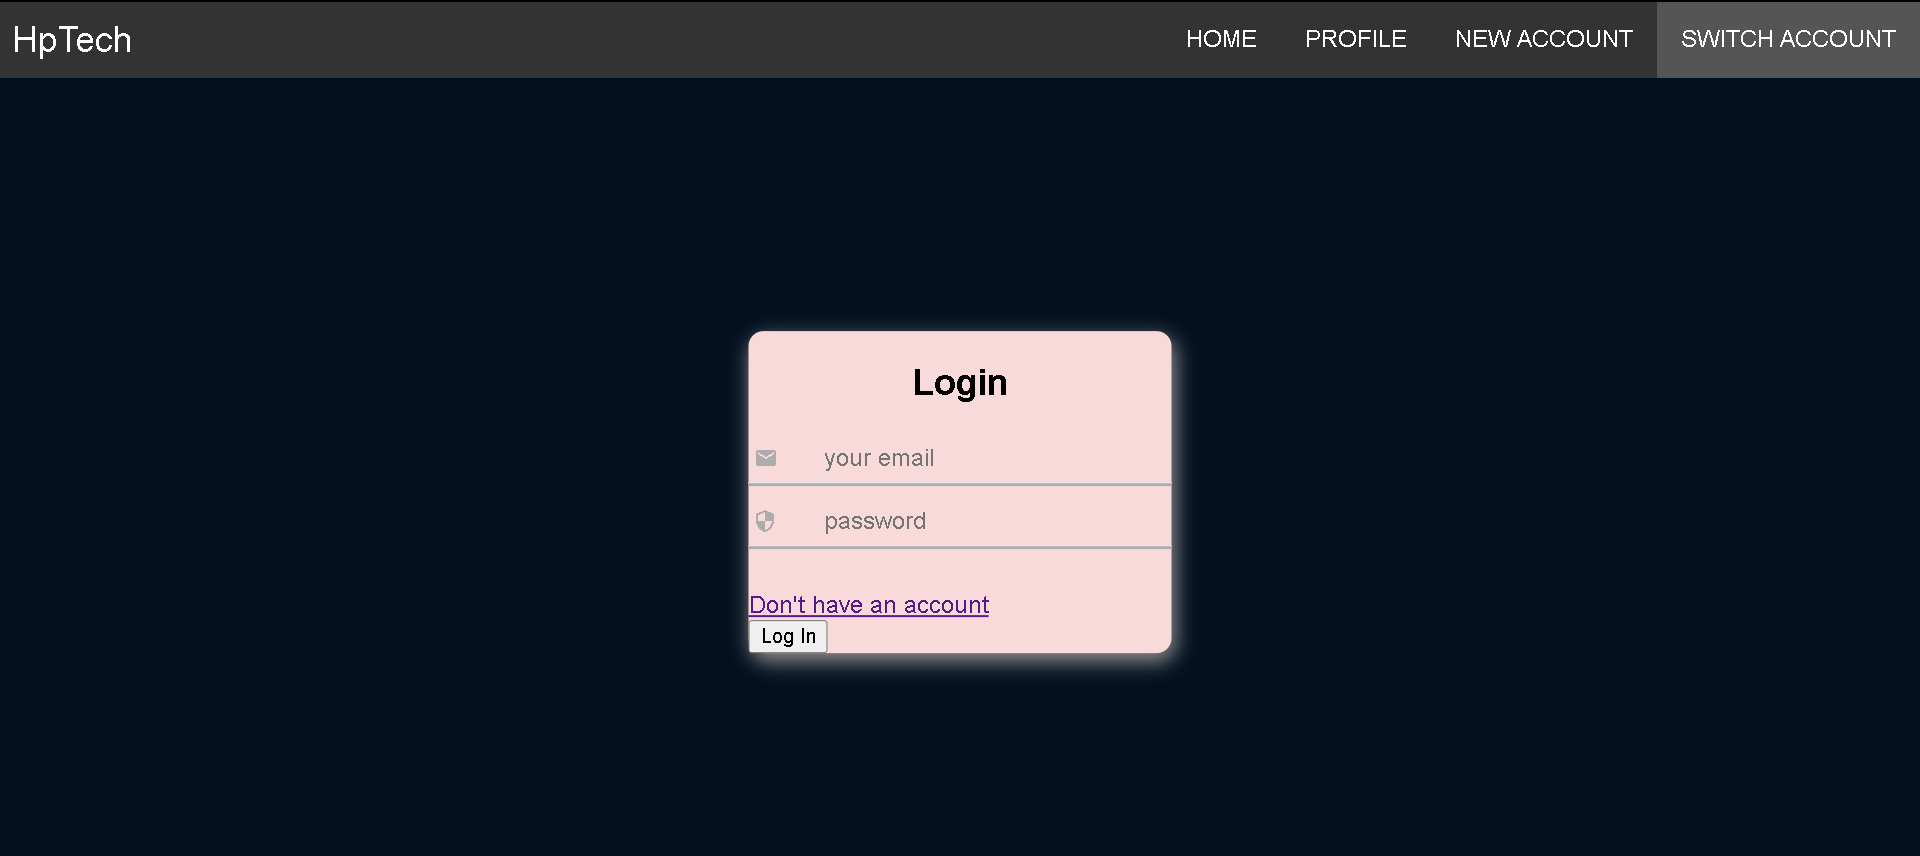 HpTech HOME PROFILE NEW ACCOUNT SWITCH ACCOUNT
Login
your email
password
Don't have an account
Log In